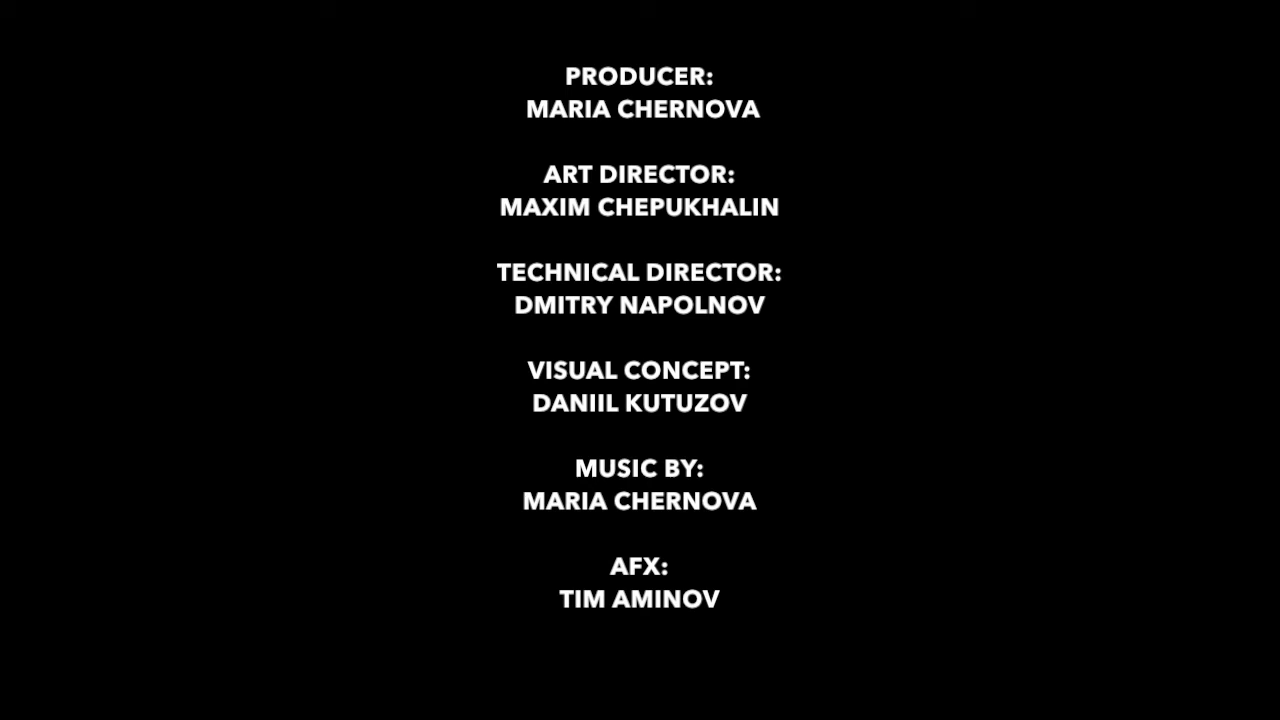 PRODUCER:
MARIA CHERNOVA
ART DIRECTOR:
MAXIM CHEPUKHALIN
TECHNICAL DIRECTOR:
DMITRY NAPOLNOV
VISUAL CONCEPT:
DANIIL KUTUZOV
MUSIC BY:
MARIA CHERNOVA
AFX:
TIM AMINOV